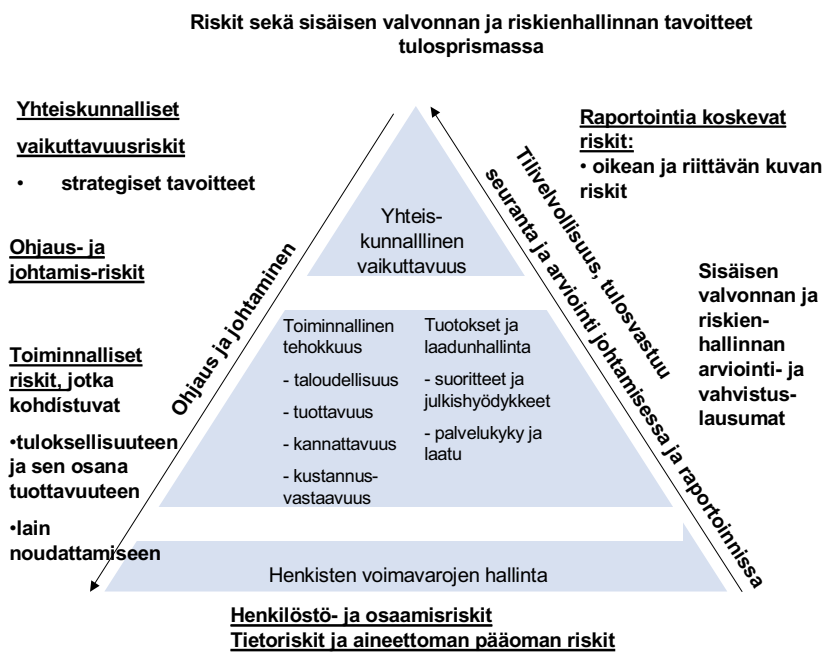 Riskit sekä sisäisen valvonnan ja riskienhallinnan tavoitteet
tulosprismassa
Yhteiskunnalliset
vaikuttavuusriskit
• strategiset tavoitteet
Ohjaus- ja
johtamis-riskit
Toiminnalliset
riskit, jotka
kohdistuvat
•tuloksellisuuteen
ja sen osana
tuottavuuteen
•lain
noudattamiseen
Ohjaus ja johtaminen
Yhteis-
kunnalllinen
vaikuttavuus
Toiminnallinen
tehokkuus
- taloudellisuus
- tuottavuus
- kannattavuus
- kustannus-
vastaavuus
Tuotokset ja
laadunhallinta
- suoritteet ja
julkishyödykkeet
- palvelukyky ja
laatu
Henkisten voimavarojen hallinta
Tilivelvollisuus, tulosvastuu
seuranta ja arviointi johtamisessa ja raportoinnissa
Raportointia koskevat
riskit:
• oikean ja riittävän kuvan
riskit
Sisäisen
valvonnan ja
riskien-
hallinnan
arviointi- ja
vahvistus-
lausumat
Henkilöstö- ja osaamisriskit
Tietoriskit ja aineettoman pääoman riskit